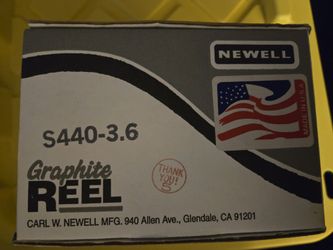 NEWELL
MADE IN U.S.A.
S440-3.6
THANK
YOU!
Graphite
REEL
CARL W. NEWELL MFG. 940 Allen Ave., Glendale, CA 91201